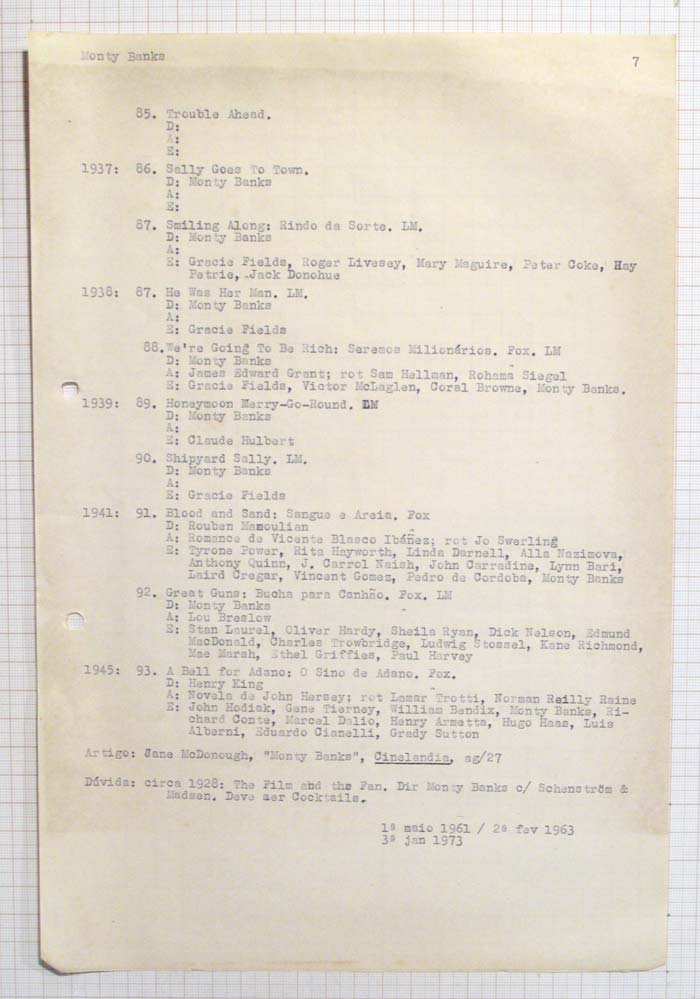 Monty Banks 7
85. Trouble Ahead.
D:
A:
E:
1937: 86. Sally Goes To Town.
D: Monty Banks
A:
E:
87. Smiling Along: Rindo da Sorte. LM.
D: Monty Banks
A:
E: Gracie Fields, Roger Livesey, Mary Maguire, Peter Coke, Hay
Petrie, Jack Donohue
1938: 87. He Was Her Man. LM.
D: Monty Banks
A:
E: Gracie Fields
88. We're Going To Be Rich: Seremos Milionários. Fox. LM
D: Monty Banks
A: James Edward Grant; rot Sam Hellman, Rohama Siegel
E: Gracie Fields, Victor McLaglen, Coral Browne, Monty Banks.
1939: 89. Honeymoon Merry-Go-Round. LM
D: Monty Banks
A:
E: Claude Hulbert
90. Shipyard Sally. LM.
D: Monty Banks
A:
E: Gracie Fields
1941: 91. Blood and Sand: Sangue e Areia. Fox
D: Rouben Mamoulian
A: Romance de Vicente Blasco Ibáñez; rot Jo Swerling
E: Tyrone Power, Rita Hayworth, Linda Darnell, Alla Nazimova,
Anthony Quinn, J. Carrol Naish, John Carradine, Lynn Bari,
Laird Cregar, Vincent Gomez, Pedro de Cordoba, Monty Banks
92. Great Guns: Bucha para Canhão. Fox. LM
D: Monty Banks
A: Lou Breslow
E: Stan Laurel, Oliver Hardy, Sheila Ryan, Dick Nelson, Edmund
MacDonald, Charles Trowbridge, Ludwig Stossel, Kane Richmond,
Mae Marsh, Ethel Griffies, Paul Harvey
1945: 93. A Bell for Adano: O Sino de Adano. Fox.
D: Henry King
A: Novela de John Hersey; rot Lamar Trotti, Norman Reilly Raine
E: John Hodiak, Gene Tierney, William Bendix, Monty Banks, Ri-
chard Conte, Marcel Dalio, Henry Armetta, Hugo Haas, Luis
Alberni, Eduardo Cianelli, Grady Sutton
Artigo: Jane McDonough, "Monty Banks", Cinelandia, ag/27
Dúvida: circa 1928: The Film abd the Fan. Dir Monty Banks c/ Schenström &
Madsen. Deve aer Cocktails.
1ª maio 1961 / 2ª fev 1963
3ª jan 1973